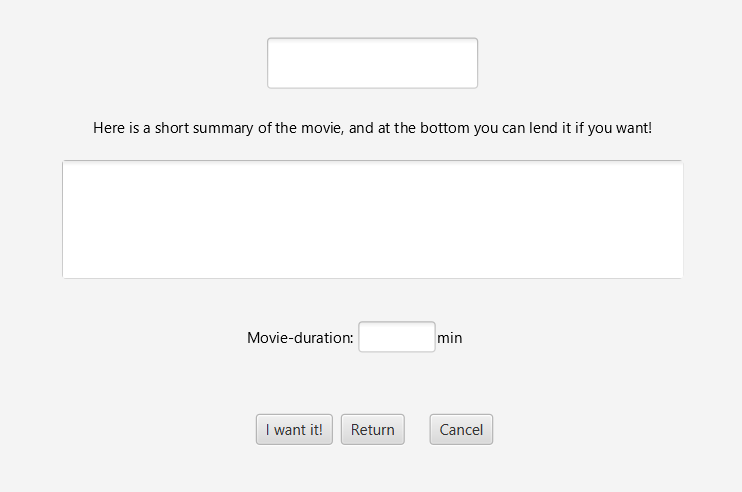 Here is a short summary of the movie, and at the bottom you can lend it if you want!
Movie-duration: min
I want it! Return Cancel